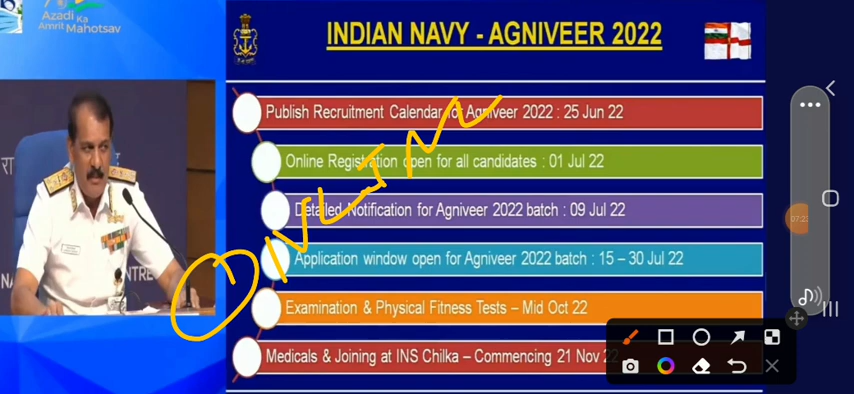 Azadi Ka
Amrit Mahotsav
INDIAN NAVY - AGNIVEER 2022
Publish Recruitment Calendar for Agniveer 2022 : 25 Jun 22
Online Registration open for all candidates : 01 Jul 22
Detailed Notification for Agniveer 2022 batch : 09 Jul 22
Application window open for Agniveer 2022 batch : 15 – 30 Jul 22
Examination & Physical Fitness Tests – Mid Oct 22
Medicals & Joining at INS Chilka – Commencing 21 Nov 22